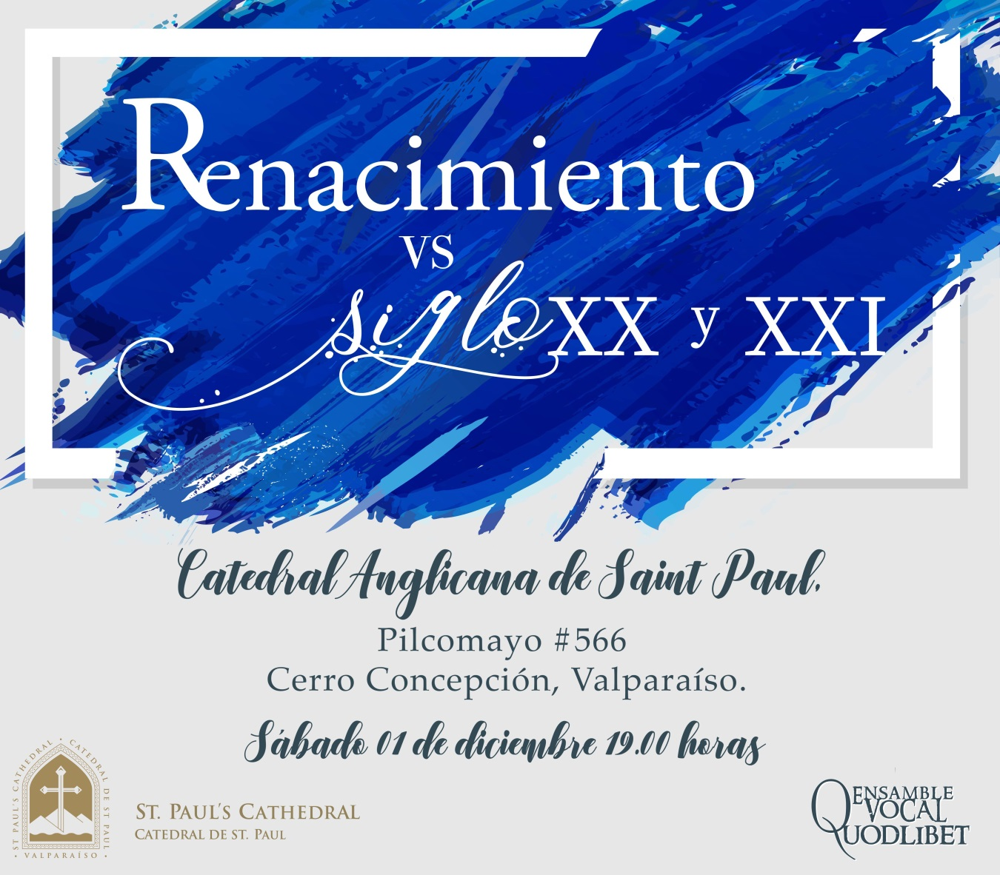 Renacimiento
vs
siglo XX y XXI
Catedral Anglicana de Saint Paul,
Pilcomayo #566
Cerro Concepción, Valparaíso.
Sábado 01 de diciembre 19.00 horas
ST PAUL'S CATHEDRAL · CATEDRAL DE ST PAUL
· VALPARAÍSO ·
ST. PAUL'S CATHEDRAL
CATEDRAL DE ST. PAUL
ENSAMBLE
VOCAL
QUODLIBET